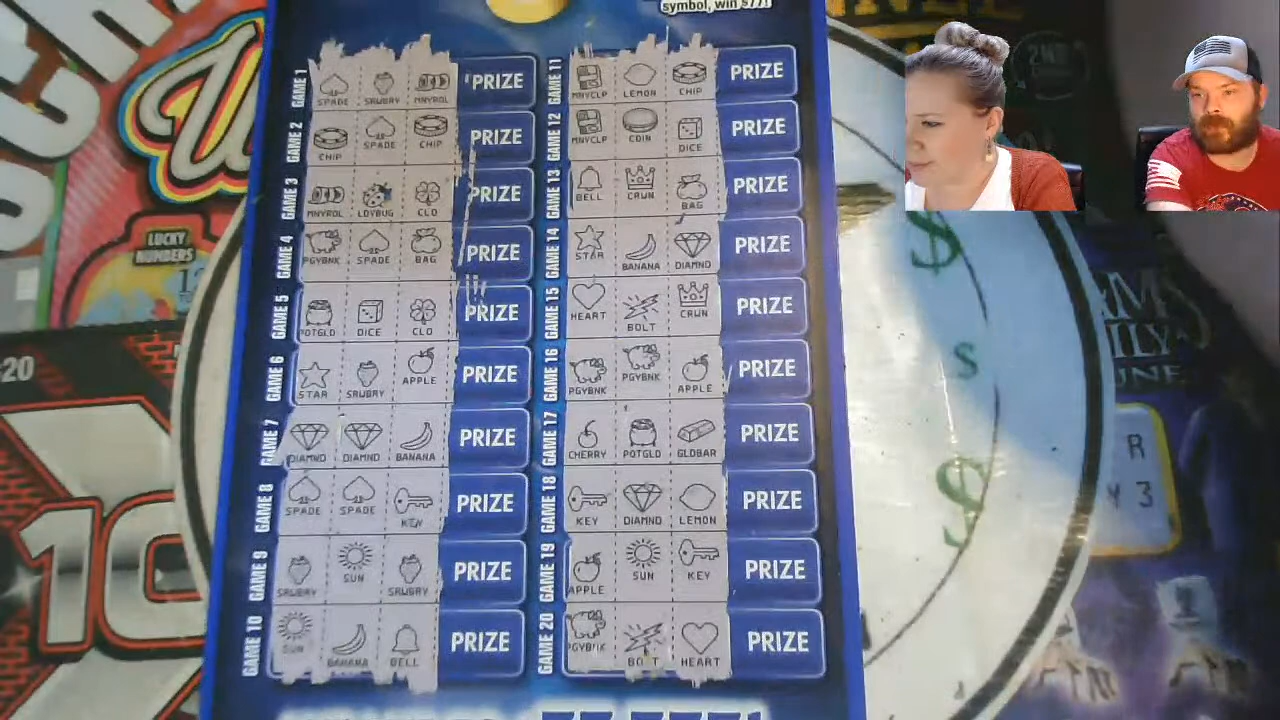 symbol, win $77!
GAME 1 SPADE SRWBRY MNYROL PRIZE
GAME 2 CHIP SPADE CHIP PRIZE
GAME 3 MNYROL LDYBUG CLO PRIZE
GAME 4 PGYBNK SPADE BAG PRIZE
GAME 5 POTGLD DICE CLO PRIZE
GAME 6 STAR SRWBRY APPLE PRIZE
GAME 7 DIAMND DIAMND BANANA PRIZE
GAME 8 SPADE SPADE KEY PRIZE
GAME 9 SRWBRY SUN SRWBRY PRIZE
GAME 10 SUN BANANA BELL PRIZE
GAME 11 MNYCLP LEMON CHIP PRIZE
GAME 12 MNYCLP COIN DICE PRIZE
GAME 13 BELL CRWN BAG PRIZE
GAME 14 STAR BANANA DIAMND PRIZE
GAME 15 HEART BOLT CRWN PRIZE
GAME 16 PGYBNK PGYBNK APPLE PRIZE
GAME 17 CHERRY POTGLD GLDBAR PRIZE
GAME 18 KEY DIAMND LEMON PRIZE
GAME 19 APPLE SUN KEY PRIZE
GAME 20 PGYBNK BOLT HEART PRIZE
LUCKY
NUMBERS
20
10
2ND
R
Y 3
$
S
$
1